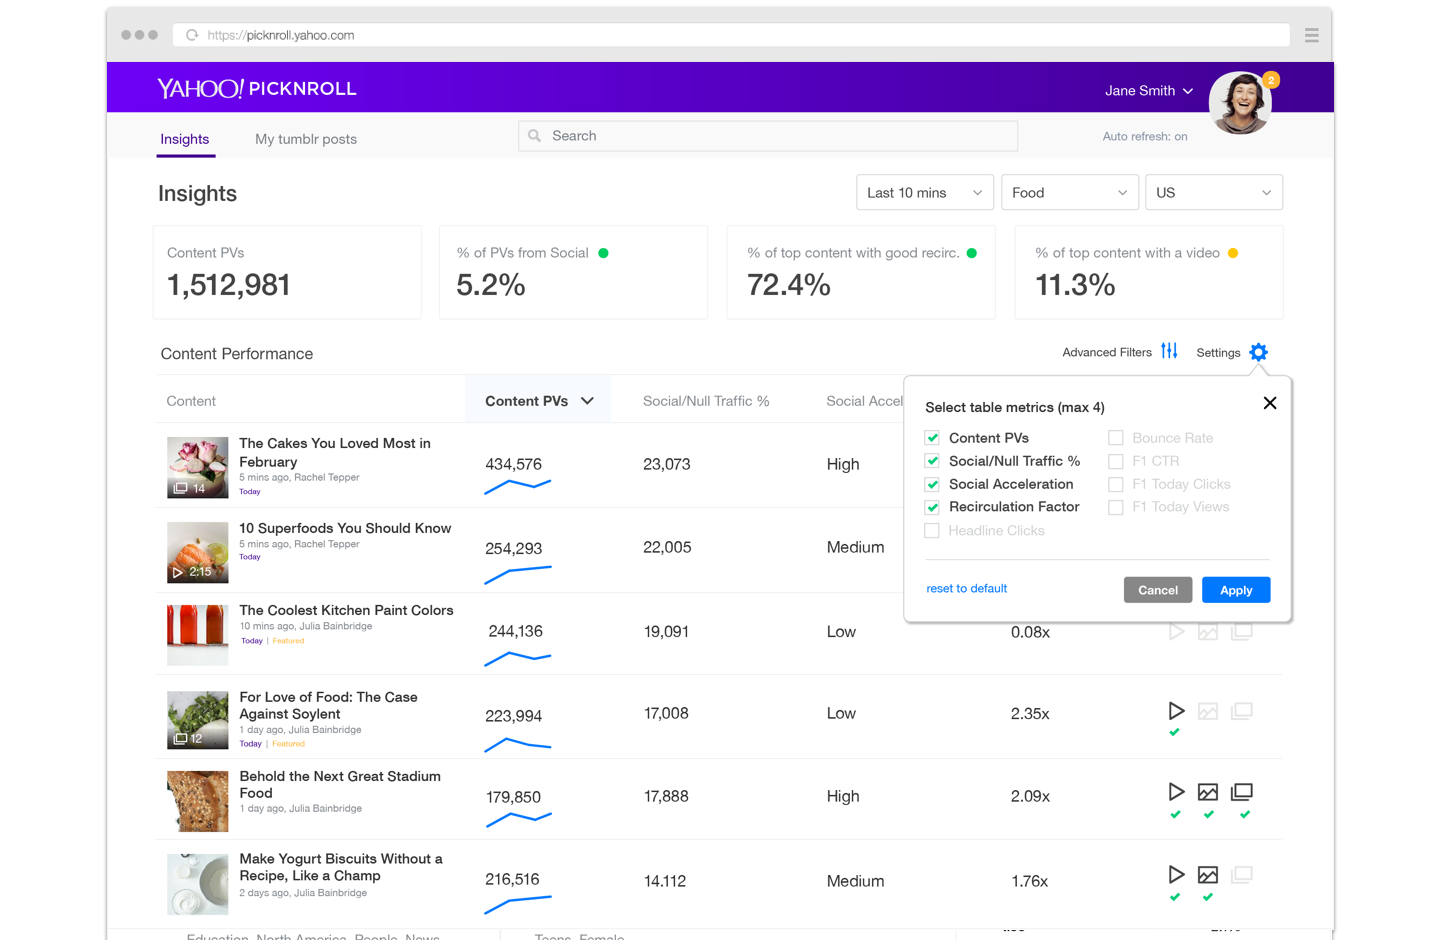 https://picknroll.yahoo.com
YAHOO! PICKNROLL
Jane Smith
2
Insights
My tumblr posts
Search
Auto refresh: on
Insights
Last 10 mins
Food
US
Content PVs
1,512,981
% of PVs from Social
5.2%
% of top content with good recirc.
72.4%
% of top content with a video
11.3%
Content Performance
Advanced Filters
Settings
Content
Content PVs
Social/Null Traffic %
Social Accel
Select table metrics (max 4)
Content PVs
Social/Null Traffic %
Social Acceleration
Recirculation Factor
Headline Clicks
Bounce Rate
F1 CTR
F1 Today Clicks
F1 Today Views
reset to default
Cancel
Apply
14
The Cakes You Loved Most in
February
5 mins ago, Rachel Tepper
Today
434,576
23,073
High
2:15
10 Superfoods You Should Know
5 mins ago, Rachel Tepper
Today
254,293
22,005
Medium
The Coolest Kitchen Paint Colors
10 mins ago, Julia Bainbridge
Today | Featured
244,136
19,091
Low
0.08x
12
For Love of Food: The Case
Against Soylent
1 day ago, Julia Bainbridge
Today | Featured
223,994
17,008
Low
2.35x
Behold the Next Great Stadium
Food
1 day ago, Julia Bainbridge
179,850
17,888
High
2.09x
Make Yogurt Biscuits Without a
Recipe, Like a Champ
2 days ago, Julia Bainbridge
216,516
14.112
Medium
1.76x
Education, North America, People, News
Teens, Female